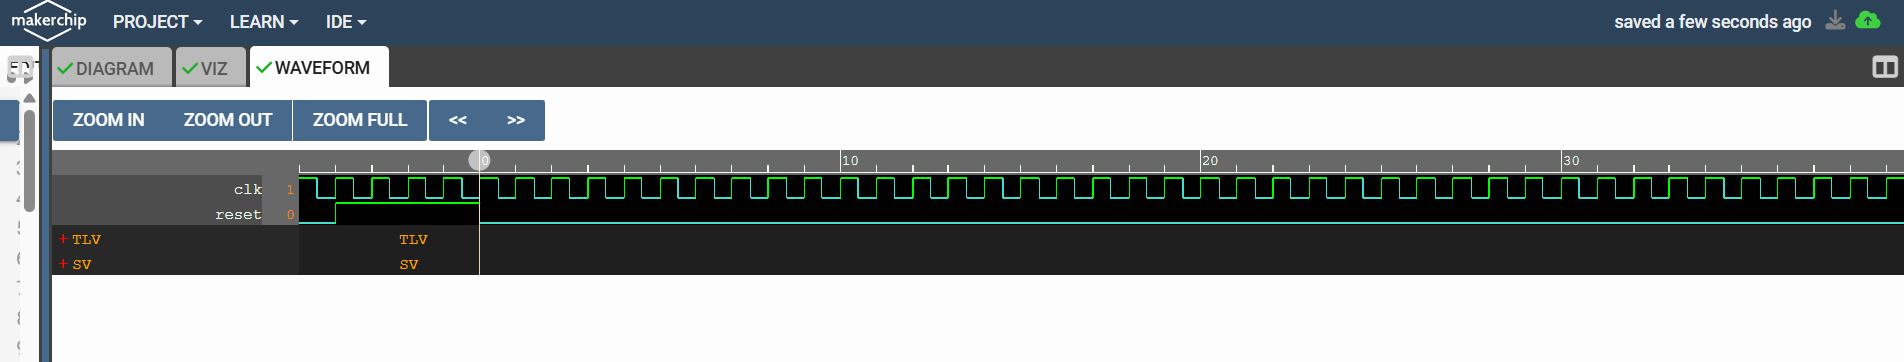 makerchip PROJECT LEARN IDE saved a few seconds ago
DIAGRAM VIZ WAVEFORM
ZOOM IN ZOOM OUT ZOOM FULL << >>
0 10 20 30
clk 1
reset 0
+ TLV TLV
+ SV SV